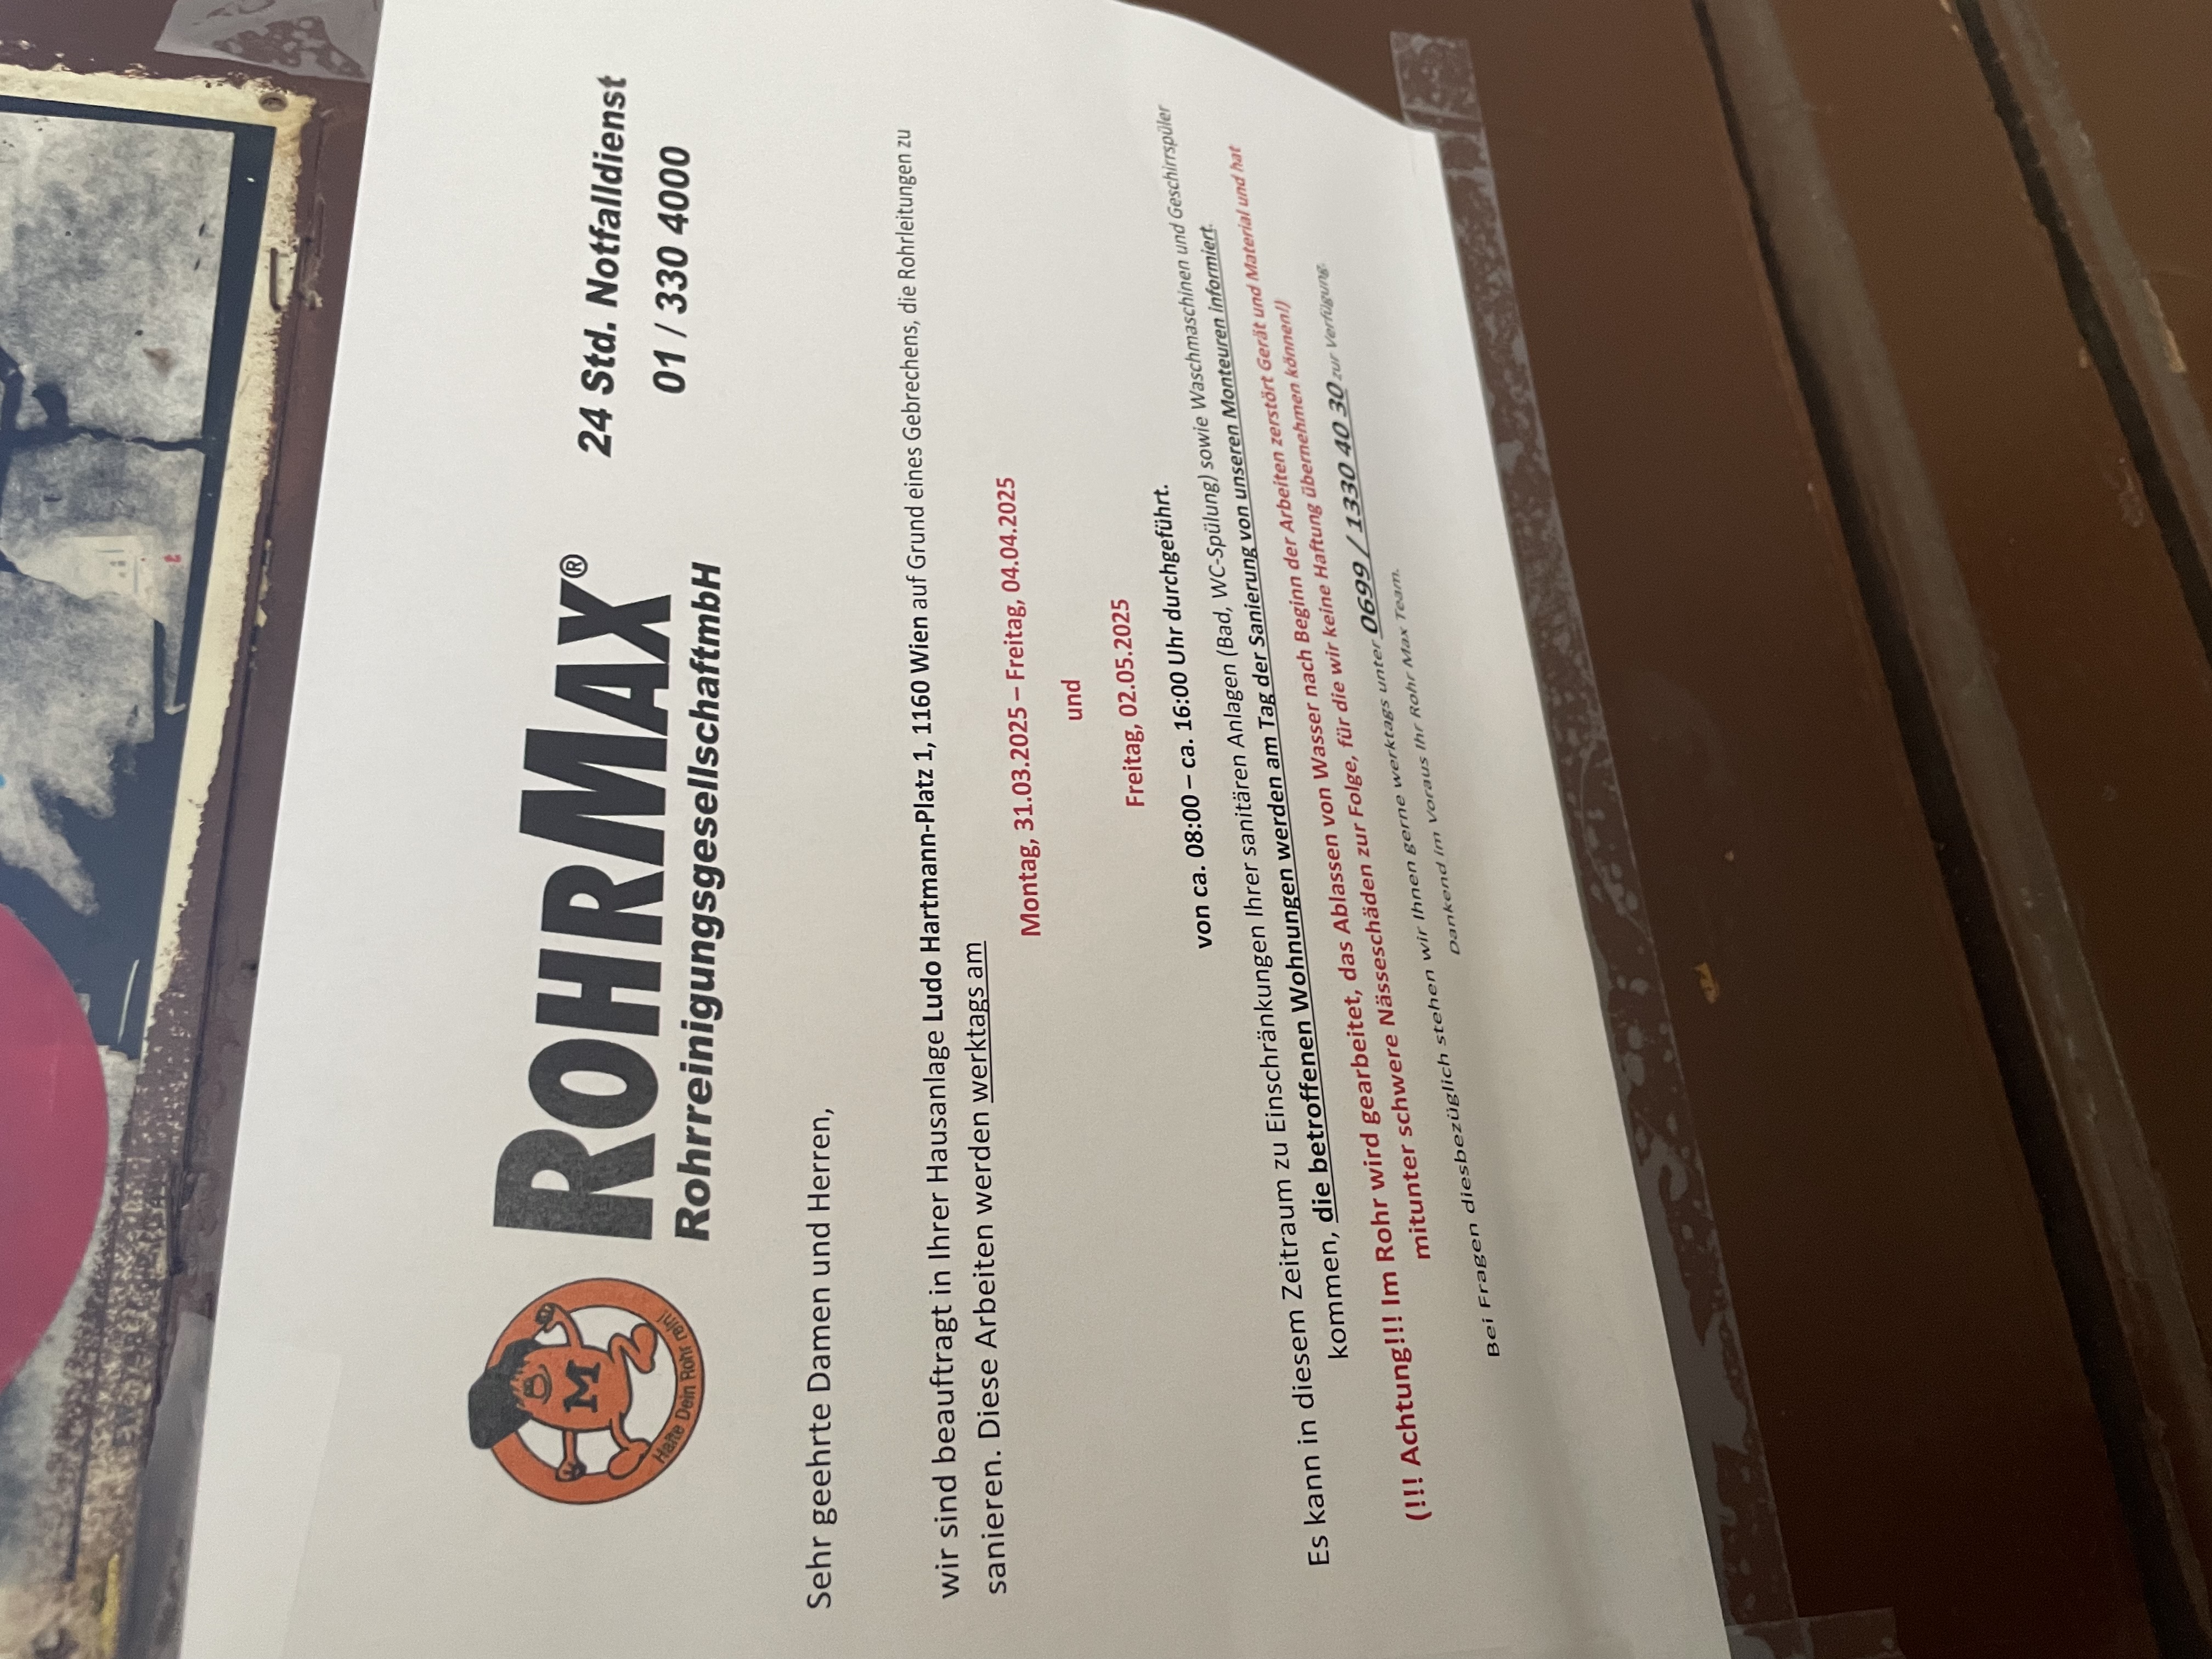 M
Halte Dein Rohr rein!
ROHRMAX®
Rohrreinigungsgesellschaftmbh
24 Std. Notfalldienst
01 / 330 4000
Sehr geehrte Damen und Herren,
wir sind beauftragt in Ihrer Hausanlage Ludo Hartmann-Platz 1, 1160 Wien auf Grund eines Gebrechens, die Rohrleitungen zu
sanieren. Diese Arbeiten werden werktags am
Montag, 31.03.2025 – Freitag, 04.04.2025
und
Freitag, 02.05.2025
von ca. 08:00 – ca. 16:00 Uhr durchgeführt.
Es kann in diesem Zeitraum zu Einschränkungen Ihrer sanitären Anlagen (Bad, WC-Spülung) sowie Waschmaschinen und Geschirrspüler
kommen, die betroffenen Wohnungen werden am Tag der Sanierung von unseren Monteuren informiert.
(!!! Achtung!!! Im Rohr wird gearbeitet, das Ablassen von Wasser nach Beginn der Arbeiten zerstört Gerät und Material und hat
mitunter schwere Nässeschäden zur Folge, für die wir keine Haftung übernehmen können!)
Bei Fragen diesbezüglich stehen wir Ihnen gerne werktags unter 0699 / 1330 40 30 zur Verfügung.
Dankend im Voraus Ihr Rohr Max Team.